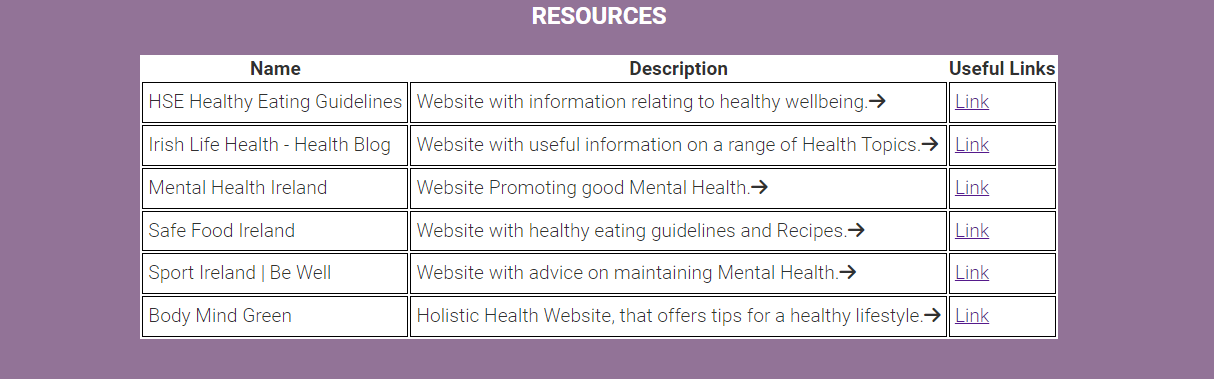 RESOURCES
Name Description Useful Links
HSE Healthy Eating Guidelines Website with information relating to healthy wellbeing.→ Link
Irish Life Health - Health Blog Website with useful information on a range of Health Topics.→ Link
Mental Health Ireland Website Promoting good Mental Health.→ Link
Safe Food Ireland Website with healthy eating guidelines and Recipes.→ Link
Sport Ireland | Be Well Website with advice on maintaining Mental Health.→ Link
Body Mind Green Holistic Health Website, that offers tips for a healthy lifestyle.→ Link